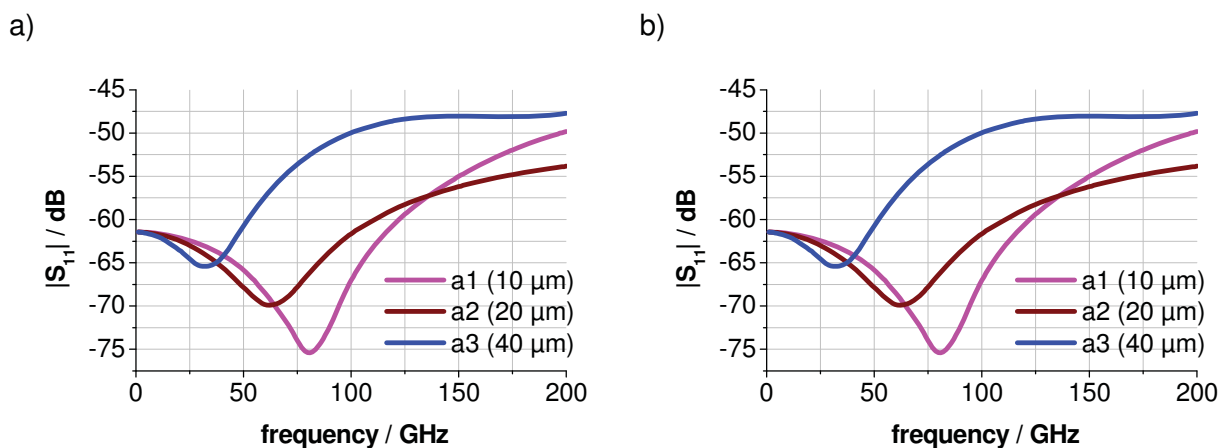 a)
-45
-50
-55
-60
-65
-70
-75
|S11| / dB
a1 (10 µm)
a2 (20 µm)
a3 (40 µm)
0 50 100 150 200
frequency / GHz
b)
-45
-50
-55
-60
-65
-70
-75
|S11| / dB
a1 (10 µm)
a2 (20 µm)
a3 (40 µm)
0 50 100 150 200
frequency / GHz